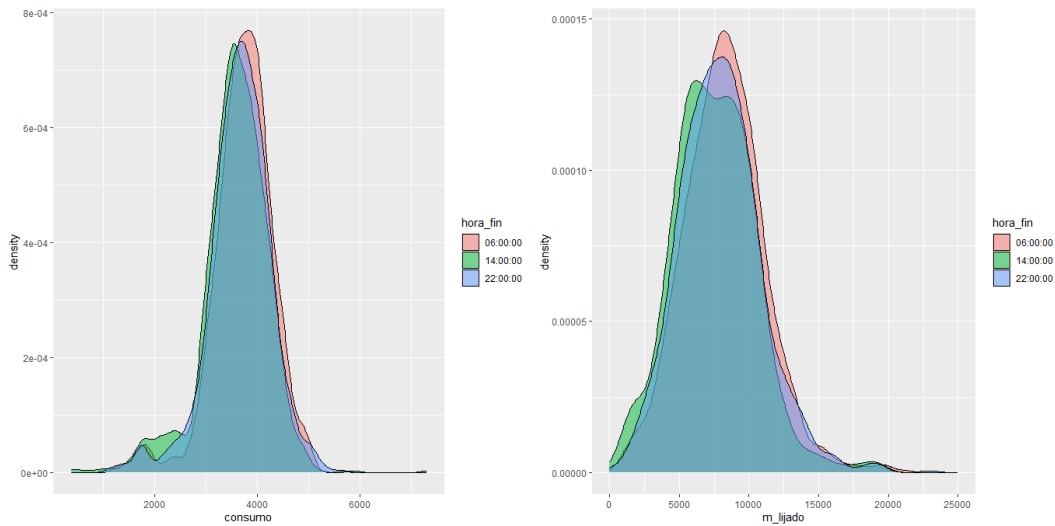 8e-04
6e-04
4e-04
2e-04
0e+00
density
2000
4000
6000
consumo
hora_fin
06:00:00
14:00:00
22:00:00
0.00015
0.00010
0.00005
0.00000
density
0
5000
10000
15000
20000
25000
m_lijado
hora_fin
06:00:00
14:00:00
22:00:00